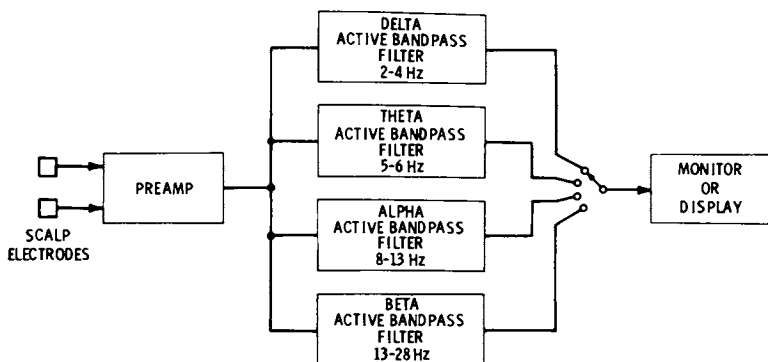 DELTA
ACTIVE BANDPASS
FILTER
2-4 Hz
THETA
ACTIVE BANDPASS
FILTER
5-6 Hz
PREAMP
SCALP
ELECTRODES
ALPHA
ACTIVE BANDPASS
FILTER
8-13 Hz
BETA
ACTIVE BANDPASS
FILTER
13-28 Hz
MONITOR
OR
DISPLAY